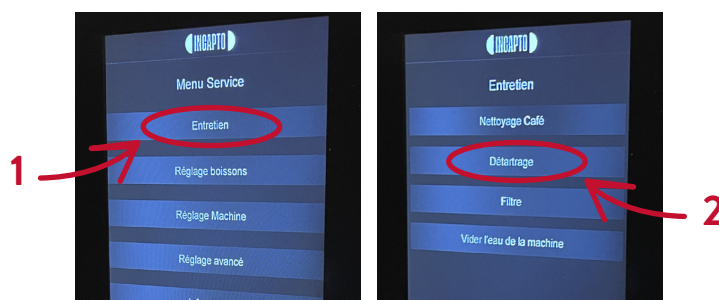 INCAPTO
Menu Service
Entretien
Réglage boissons
Réglage Machine
Réglage avancé
1
INCAPTO
Entretien
Nettoyage Café
Détartrage
Filtre
Vider l'eau de la machine
2